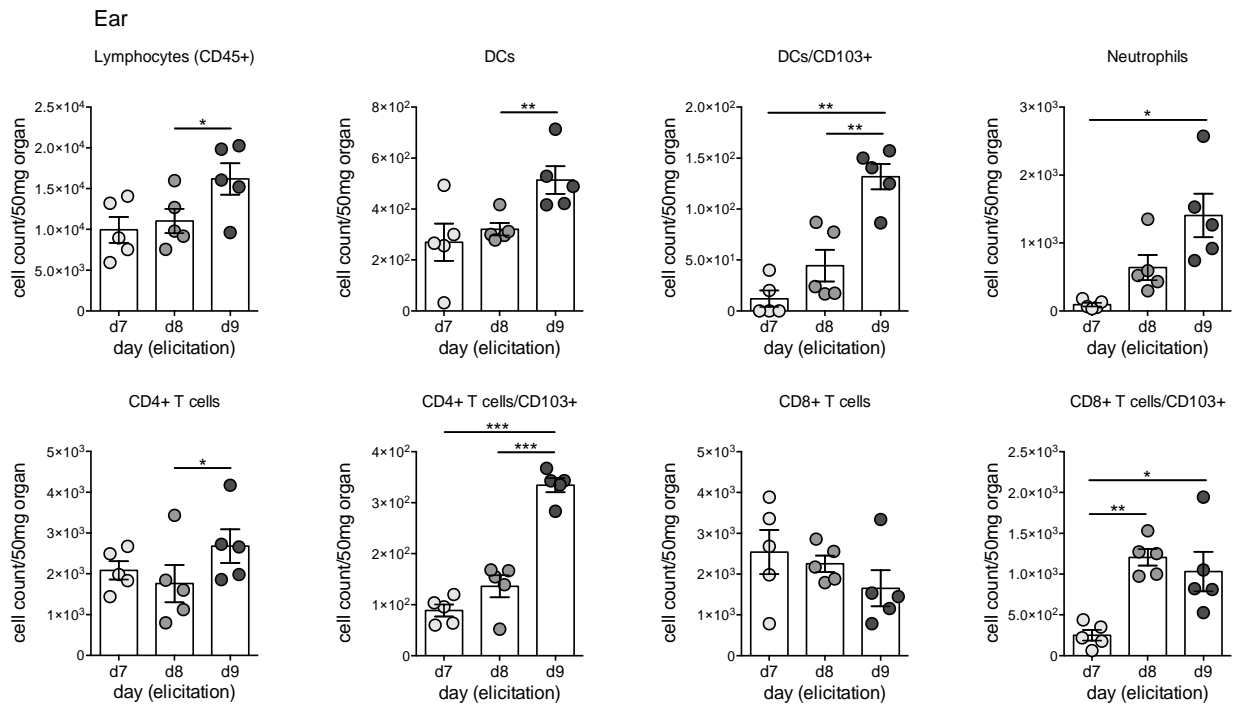 Ear
Lymphocytes (CD45+)
cell count/50mg organ
2.5×10⁴
2.0×10⁴
1.5×10⁴
1.0×10⁴
5.0×10³
0
*
d7 d8 d9
day (elicitation)
DCs
cell count/50mg organ
8×10²
6×10²
4×10²
2×10²
0
**
d7 d8 d9
day (elicitation)
DCs/CD103+
cell count/50mg organ
2.0×10²
1.5×10²
1.0×10²
5.0×10¹
0
**
**
d7 d8 d9
day (elicitation)
Neutrophils
cell count/50mg organ
3×10³
2×10³
1×10³
0
*
d7 d8 d9
day (elicitation)
CD4+ T cells
cell count/50mg organ
5×10³
4×10³
3×10³
2×10³
1×10³
0
*
d7 d8 d9
day (elicitation)
CD4+ T cells/CD103+
cell count/50mg organ
4×10²
3×10²
2×10²
1×10²
0
***
***
d7 d8 d9
day (elicitation)
CD8+ T cells
cell count/50mg organ
5×10³
4×10³
3×10³
2×10³
1×10³
0
d7 d8 d9
day (elicitation)
CD8+ T cells/CD103+
cell count/50mg organ
2.5×10³
2.0×10³
1.5×10³
1.0×10³
5.0×10²
0
*
**
d7 d8 d9
day (elicitation)